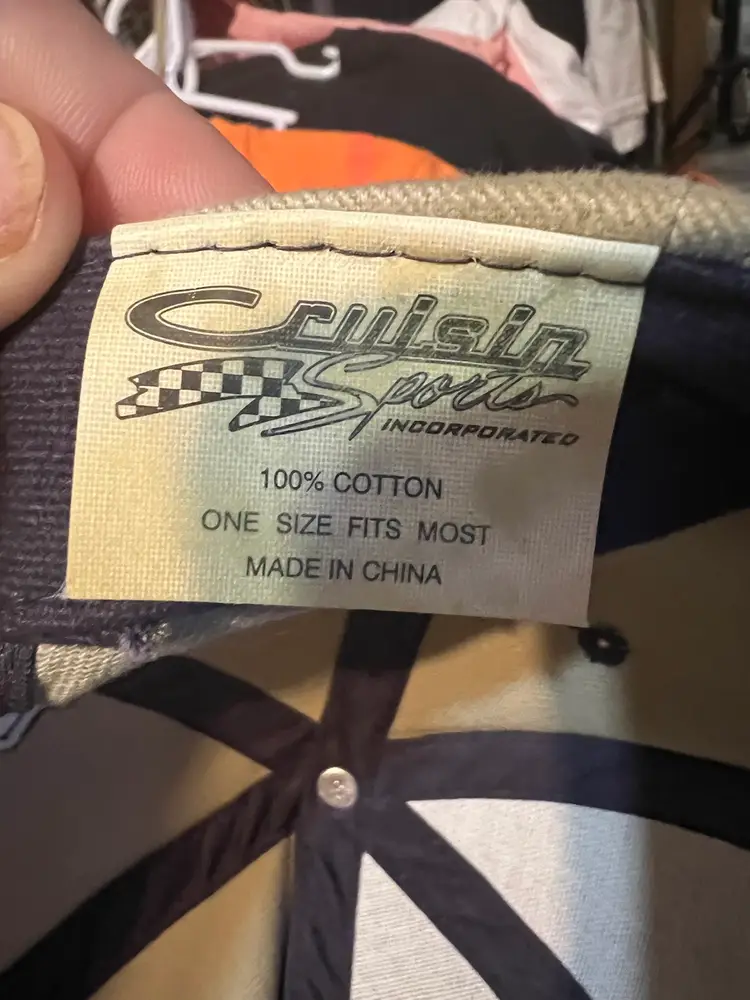 Cruisin
Sports
INCORPORATED
100% COTTON
ONE SIZE FITS MOST
MADE IN CHINA